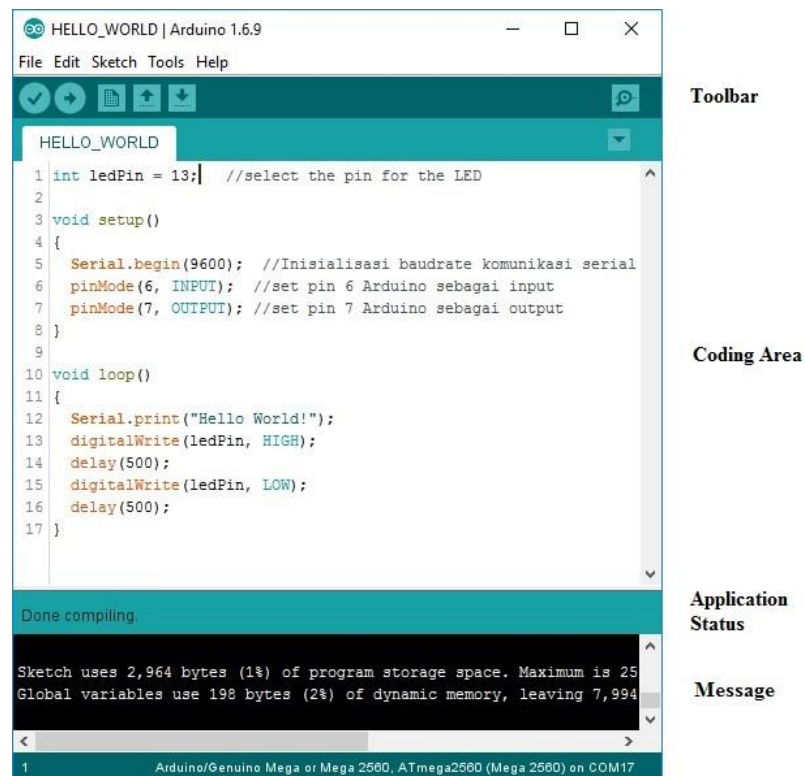 HELLO_WORLD | Arduino 1.6.9
File Edit Sketch Tools Help
Toolbar
HELLO_WORLD
1 int ledPin = 13; //select the pin for the LED
2
3 void setup()
4 {
5 Serial.begin(9600); //Inisialisasi baudrate komunikasi serial
6 pinMode(6, INPUT); //set pin 6 Arduino sebagai input
7 pinMode(7, OUTPUT); //set pin 7 Arduino sebagai output
8 }
9
10 void loop()
11 {
12 Serial.print("Hello World!");
13 digitalWrite(ledPin, HIGH);
14 delay(500);
15 digitalWrite(ledPin, LOW);
16 delay(500);
17 }
Coding Area
Done compiling.
Application
Status
Sketch uses 2,964 bytes (1%) of program storage space. Maximum is 25
Global variables use 198 bytes (2%) of dynamic memory, leaving 7,994
Message
1 Arduino/Genuino Mega or Mega 2560, ATmega2560 (Mega 2560) on COM17